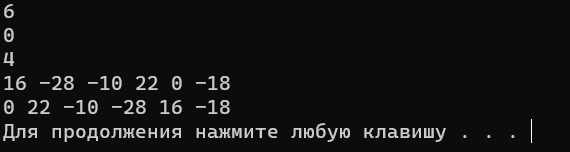 6
0
4
16 -28 -10 22 0 -18
0 22 -10 -28 16 -18
Для продолжения нажмите любую клавишу . . .